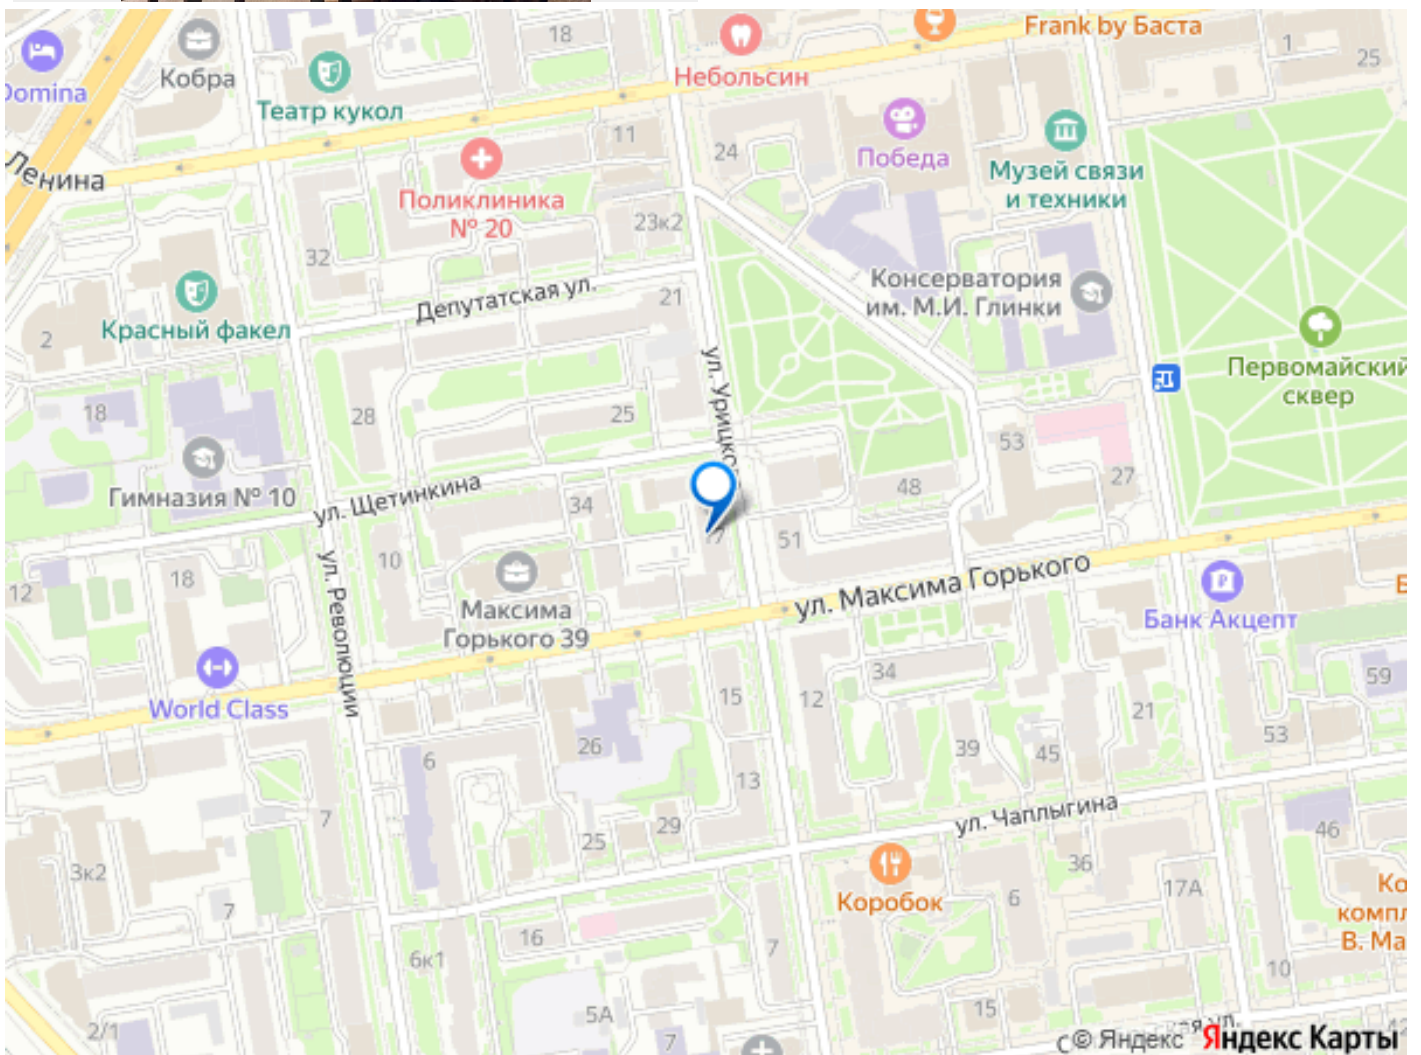 18
Frank by Баста
1
25
Domina
Кобра
Небольсин
Театр кукол
11
24
Победа
Ленина
Поликлиника
№ 20
Музей связи
и техники
23к2
32
Консерватория
им. М.И. Глинки
Депутатская ул.
21
2
Красный факел
Первомайский
сквер
ул. Урицко
18
28
25
53
Гимназия № 10
ул. Щетинкина
34
48
27
51
10
12
18
ул. Революции
Максима
Горького 39
ул. Максима Горького
Банк Акцепт
World Class
15
12
34
59
21
6
26
39
45
53
13
7
25
29
ул. Чаплыгина
46
3к2
36
Коробок
6
17А
Ко
компл
В. Ма
7
16
7
6к1
10
5А
15
2/1
7
© Яндекс Яндекс Карты